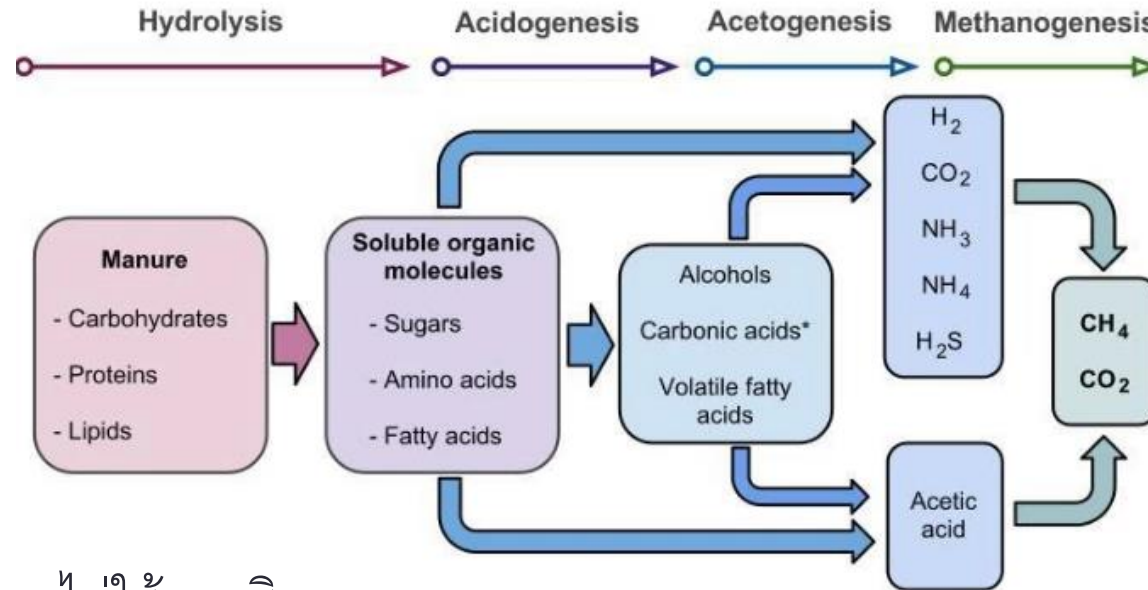 Hydrolysis
Acidogenesis
Acetogenesis
Methanogenesis
Manure
- Carbohydrates
- Proteins
- Lipids
Soluble organic
molecules
- Sugars
- Amino acids
- Fatty acids
Alcohols
Carbonic acids*
Volatile fatty
acids
H₂
CO₂
NH₃
NH₄
H₂S
Acetic
acid
CH₄
CO₂